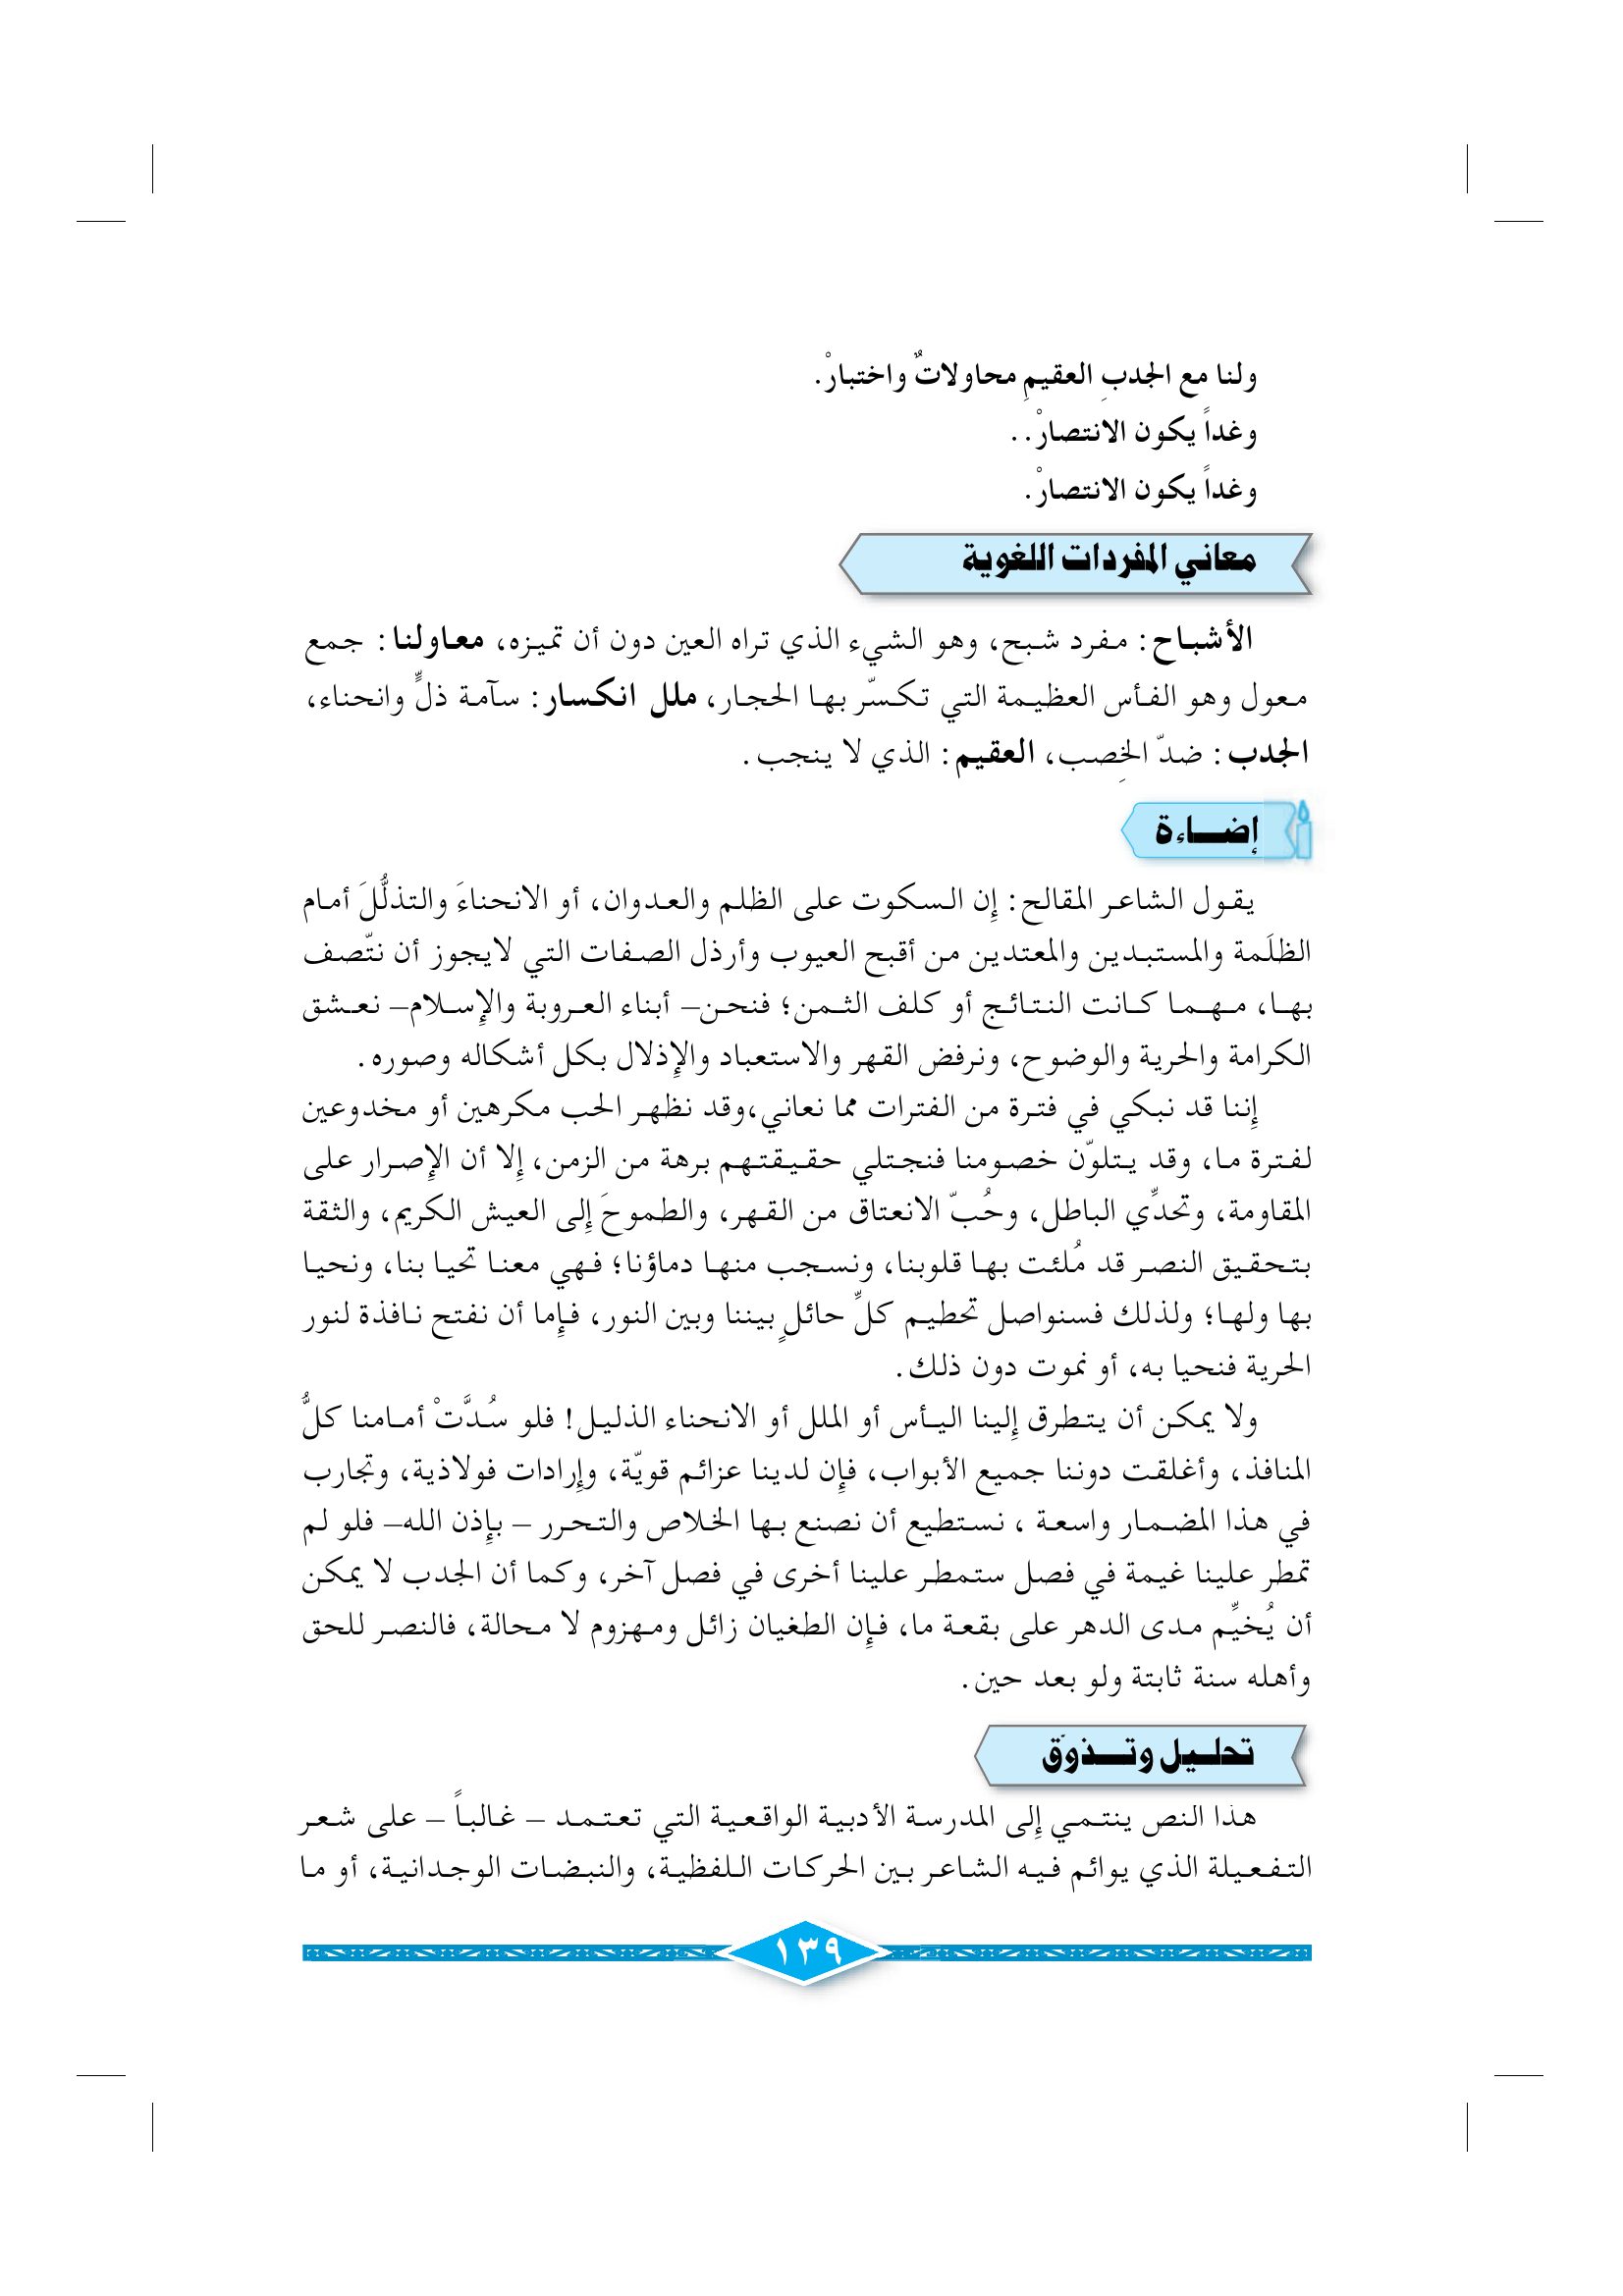 ولنا مع الجدبِ العقيمِ محاولاتٌ واختبارْ.
وغداً يكون الانتصارْ..
وغداً يكون الانتصارْ.
معاني المفردات اللغوية
الأشباح: مفرد شبح، وهو الشيء الذي تراه العين دون أن تميزه، معاولنا: جمع
معول وهو الفأس العظيمة التي تكسّر بها الحجار، ملل انكسار: سآمة ذلٍّ وانحناء،
الجدب: ضدّ الخِصب، العقيم: الذي لا ينجب.
إضاءة
يقول الشاعر المقالح: إن السكوت على الظلم والعدوان، أو الانحناءَ والتذلُّلَ أمام
الظلَمة والمستبدين والمعتدين من أقبح العيوب وأرذل الصفات التي لايجوز أن نتّصف
بها، مهما كانت النتائج أو كلف الثمن؛ فنحن– أبناء العروبة والإسلام– نعشق
الكرامة والحرية والوضوح، ونرفض القهر والاستعباد والإذلال بكل أشكاله وصوره.
إننا قد نبكي في فترة من الفترات مما نعاني،وقد نظهر الحب مكرهين أو مخدوعين
لفترة ما، وقد يتلوّن خصومنا فنجتلي حقيقتهم برهة من الزمن، إلا أن الإصرار على
المقاومة، وتحدِّي الباطل، وحُبّ الانعتاق من القهر، والطموحَ إلى العيش الكريم، والثقة
بتحقيق النصر قد مُلئت بها قلوبنا، ونسجب منها دماؤنا؛ فهي معنا تحيا بنا، ونحيا
بها ولها؛ ولذلك فسنواصل تحطيم كلِّ حائلٍ بيننا وبين النور، فإما أن نفتح نافذة لنور
الحرية فنحيا به، أو نموت دون ذلك.
ولا يمكن أن يتطرق إلينا اليأس أو الملل أو الانحناء الذليل! فلو سُدَّتْ أمامنا كلُّ
المنافذ، وأغلقت دوننا جميع الأبواب، فإن لدينا عزائم قويّة، وإرادات فولاذية، وتجارب
في هذا المضمار واسعة ، نستطيع أن نصنع بها الخلاص والتحرر – بإذن الله– فلو لم
تمطر علينا غيمة في فصل ستمطر علينا أخرى في فصل آخر، وكما أن الجدب لا يمكن
أن يُخيِّم مدى الدهر على بقعة ما، فإن الطغيان زائل ومهزوم لا محالة، فالنصر للحق
وأهله سنة ثابتة ولو بعد حين.
تحليل وتذوّق
هذا النص ينتمي إلى المدرسة الأدبية الواقعية التي تعتمد – غالباً – على شعر
التفعيلة الذي يوائم فيه الشاعر بين الحركات اللفظية، والنبضات الوجدانية، أو ما
١٣٩